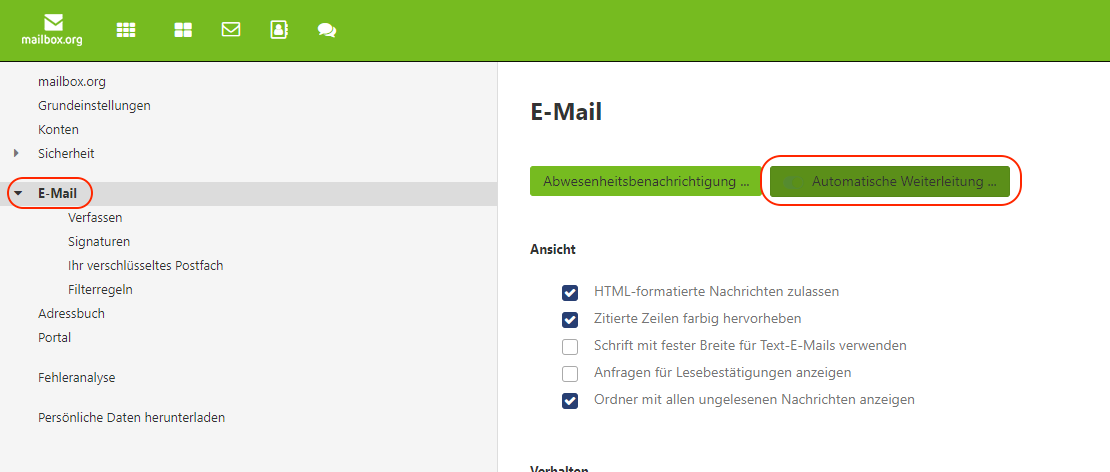 mailbox.org
mailbox.org
Grundeinstellungen
Konten
Sicherheit
E-Mail
Verfassen
Signaturen
Ihr verschlüsseltes Postfach
Filterregeln
Adressbuch
Portal
Fehleranalyse
Persönliche Daten herunterladen
E-Mail
Abwesenheitsbenachrichtigung ...
Automatische Weiterleitung ...
Ansicht
HTML-formatierte Nachrichten zulassen
Zitierte Zeilen farbig hervorheben
Schrift mit fester Breite für Text-E-Mails verwenden
Anfragen für Lesebestätigungen anzeigen
Ordner mit allen ungelesenen Nachrichten anzeigen
Verhalten